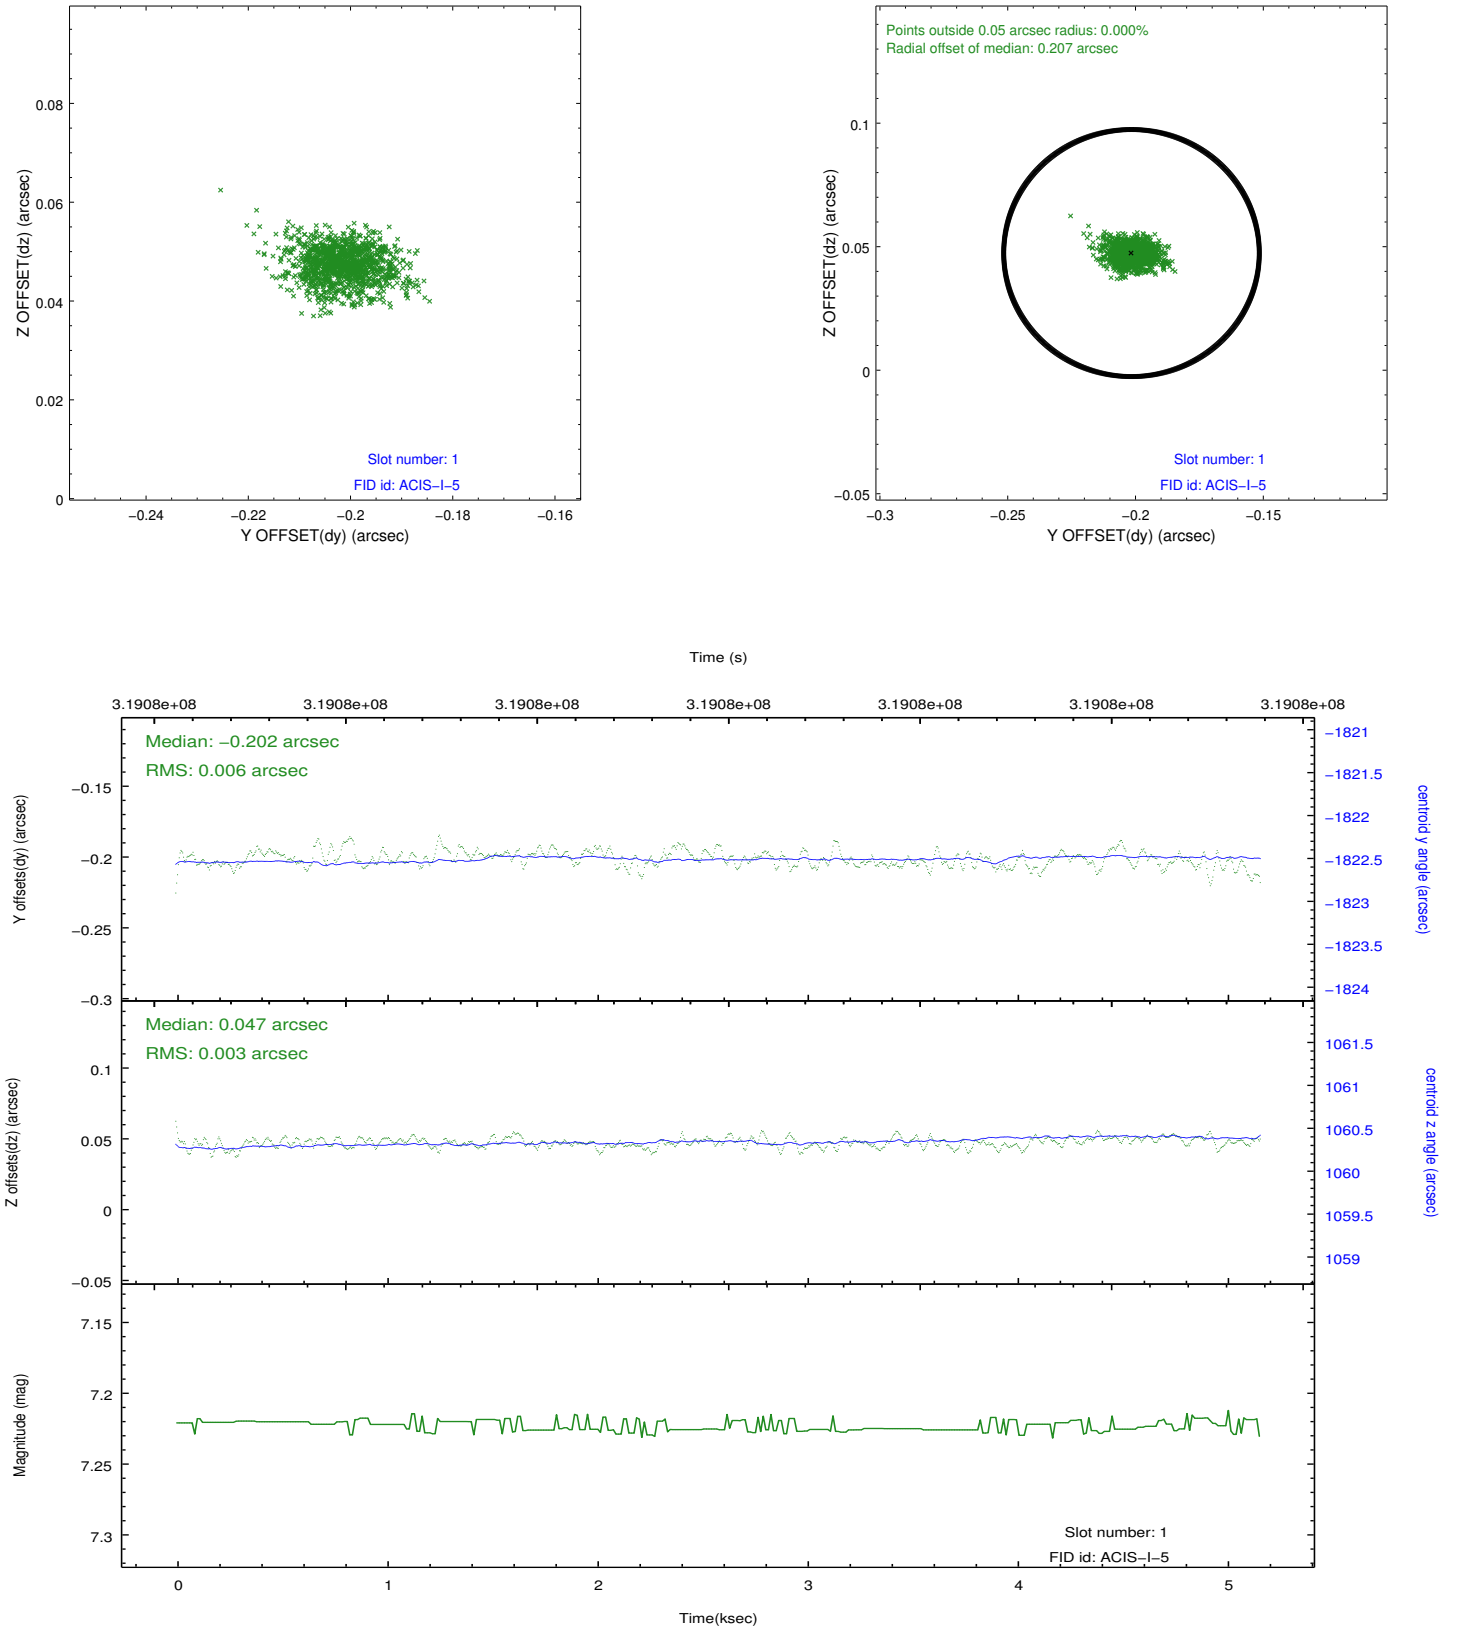 0.08
0.06
0.04
0.02
0
Z OFFSET(dz) (arcsec)
Slot number: 1
FID id: ACIS−I−5
−0.24 −0.22 −0.2 −0.18 −0.16
Y OFFSET(dy) (arcsec)
Points outside 0.05 arcsec radius: 0.000%
Radial offset of median: 0.207 arcsec
0.1
0.05
0
−0.05
Z OFFSET(dz) (arcsec)
Slot number: 1
FID id: ACIS−I−5
−0.3 −0.25 −0.2 −0.15
Y OFFSET(dy) (arcsec)
Time (s)
3.1908e+08 3.1908e+08 3.1908e+08 3.1908e+08 3.1908e+08 3.1908e+08 3.1908e+08
Median: −0.202 arcsec
RMS: 0.006 arcsec
−0.15
−0.2
−0.25
−0.3
Y offsets(dy) (arcsec)
−1821
−1821.5
−1822
−1822.5
−1823
−1823.5
−1824
centroid y angle (arcsec)
Median: 0.047 arcsec
RMS: 0.003 arcsec
0.1
0.05
0
−0.05
Z offsets(dz) (arcsec)
1061.5
1061
1060.5
1060
1059.5
1059
centroid z angle (arcsec)
7.15
7.2
7.25
7.3
Magnitude (mag)
Slot number: 1
FID id: ACIS−I−5
0 1 2 3 4 5
Time(ksec)